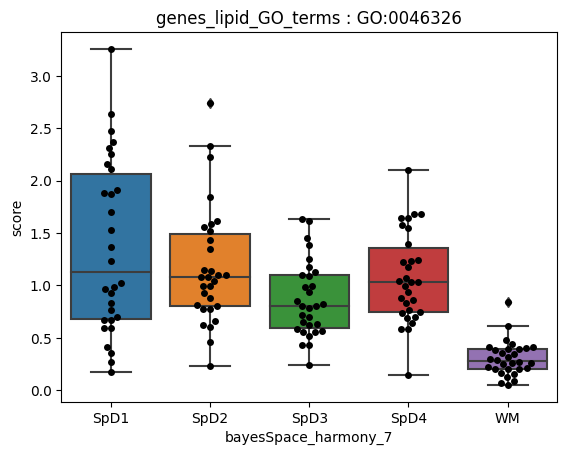 genes_lipid_GO_terms : GO:0046326
3.0
2.5
2.0
1.5
1.0
0.5
0.0
score
SpD1 SpD2 SpD3 SpD4 WM
bayesSpace_harmony_7